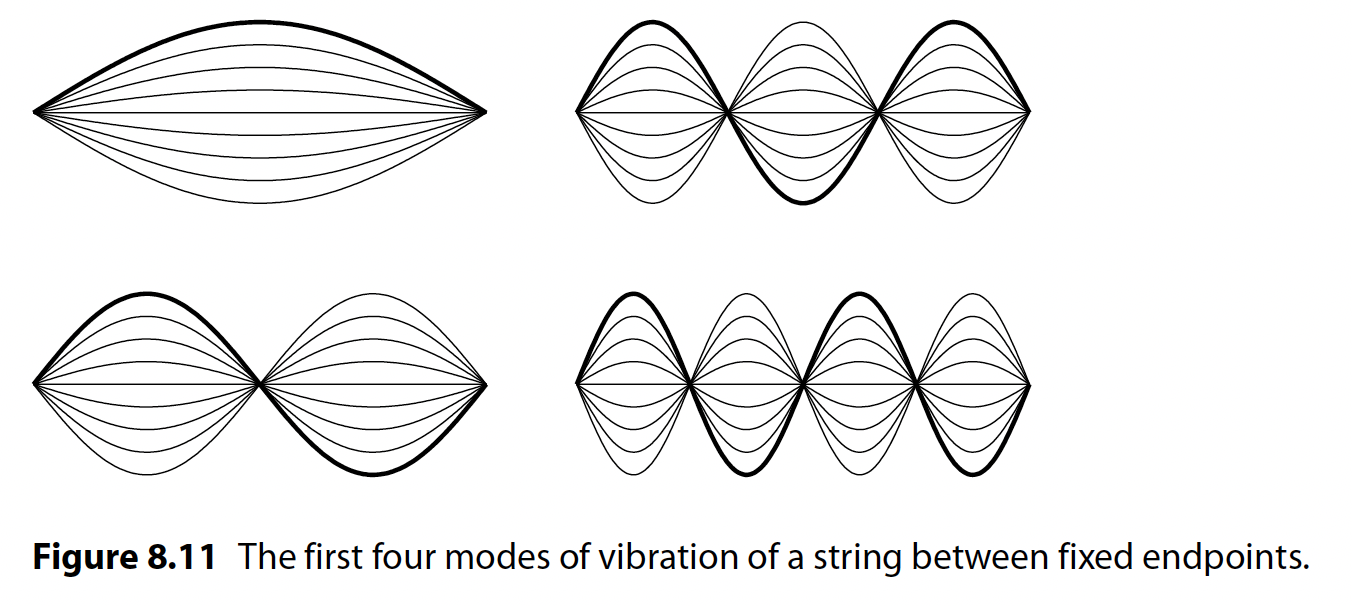 Figure 8.11 The first four modes of vibration of a string between fixed endpoints.